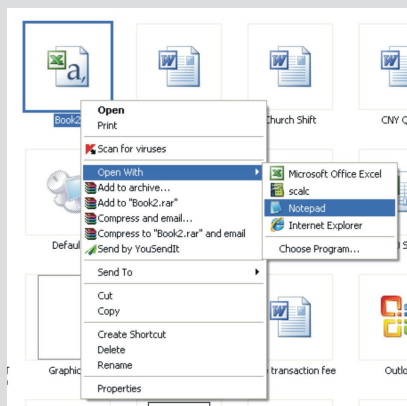 a,
Book2
Church Shift
CNY
Open
Print
Scan for viruses
Open With
Add to archive...
Add to "Book2.rar"
Compress and email...
Compress to "Book2.rar" and email
Send by YouSendIt
Send To
Cut
Copy
Create Shortcut
Delete
Rename
Properties
Microsoft Office Excel
scalc
Notepad
Internet Explorer
Choose Program...
Defaul
Graphic
transaction fee
Outlo